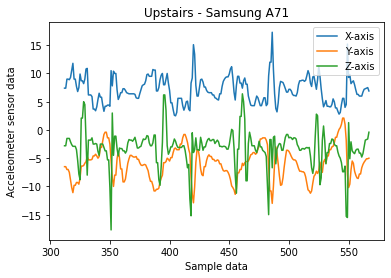 Upstairs - Samsung A71
X-axis
Y-axis
Z-axis
Acceleometer sensor data
15
10
5
0
−5
−10
−15
300
350
400
450
500
550
Sample data